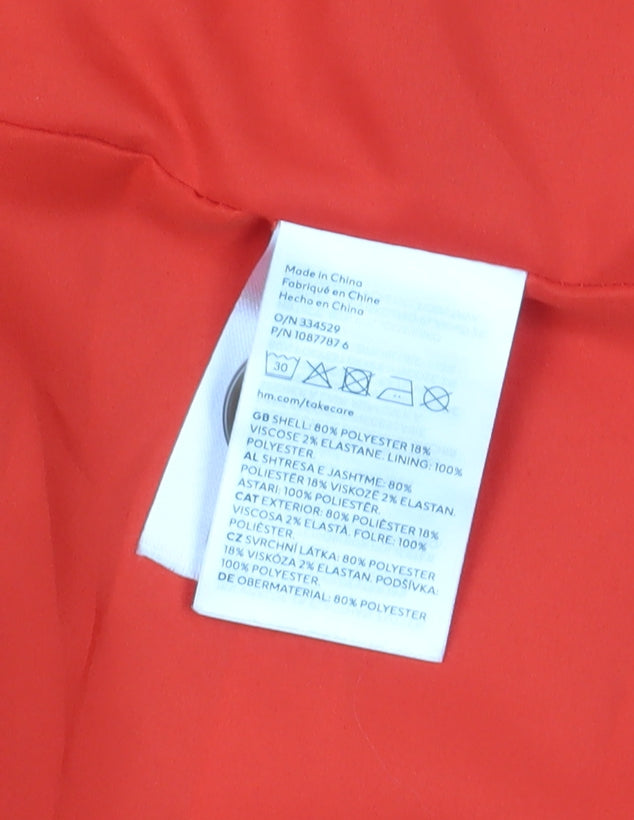 Made in China
Fabriqué en Chine
Hecho en China
O/N 334529
P/N 1087787 6
30
hm.com/takecare
GB SHELL: 80% POLYESTER 18%
VISCOSE 2% ELASTANE. LINING: 100%
POLYESTER.
AL SHTRESA E JASHTME: 80%
POLIESTËR 18% VISKOZË 2% ELASTAN.
ASTARI: 100% POLIESTËR.
CAT EXTERIOR: 80% POLIÈSTER 18%
VISCOSA 2% ELASTÀ. FOLRE: 100%
POLIÈSTER.
CZ SVRCHNÍ LÁTKA: 80% POLYESTER
18% VISKÓZA 2% ELASTAN. PODŠÍVKA:
100% POLYESTER.
DE OBERMATERIAL: 80% POLYESTER